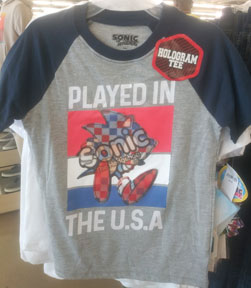 SONIC
HOLOGRAM
TEE
PLAYED IN
Sonic
THE U.S.A